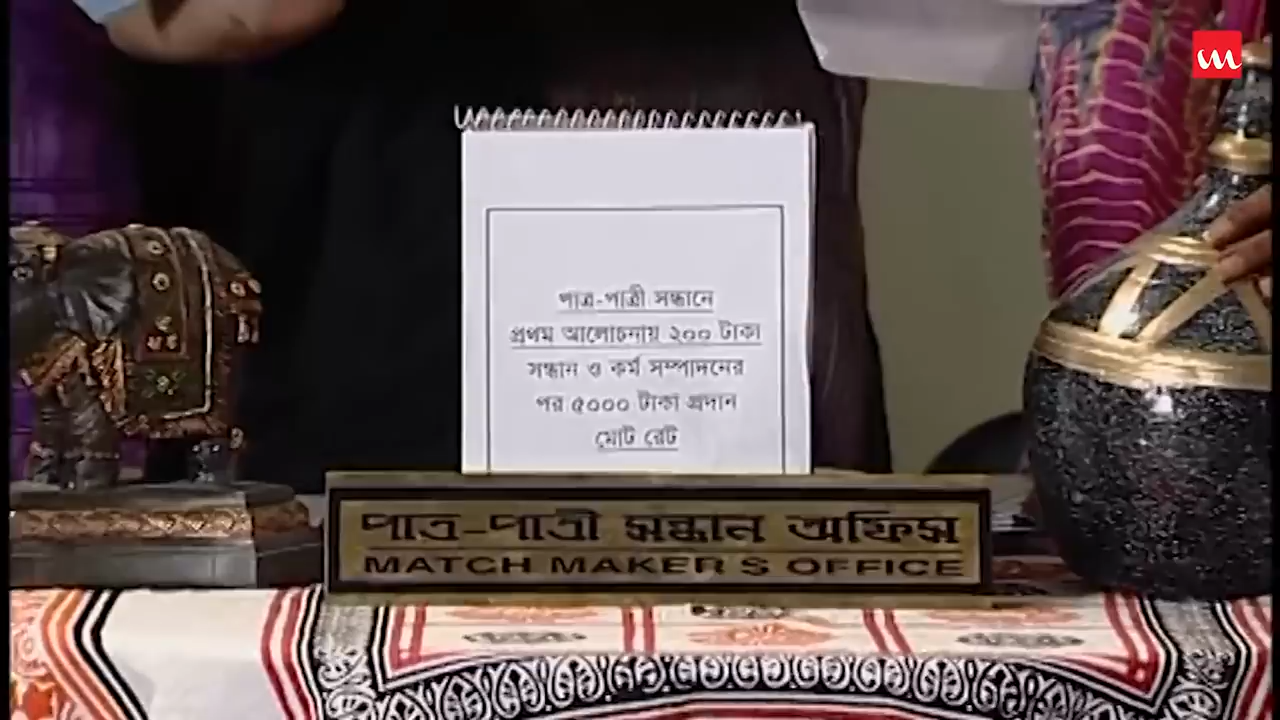 পাত্র-পাত্রী সন্ধানে
প্রথম আলোচনায় ২০০ টাকা
সন্ধান ও কর্ম সম্পাদনের
পর ৫০০০ টাকা প্রদান
মোট রেট
পাত্র-পাত্রী সন্ধান অফিস
MATCH MAKER S OFFICE